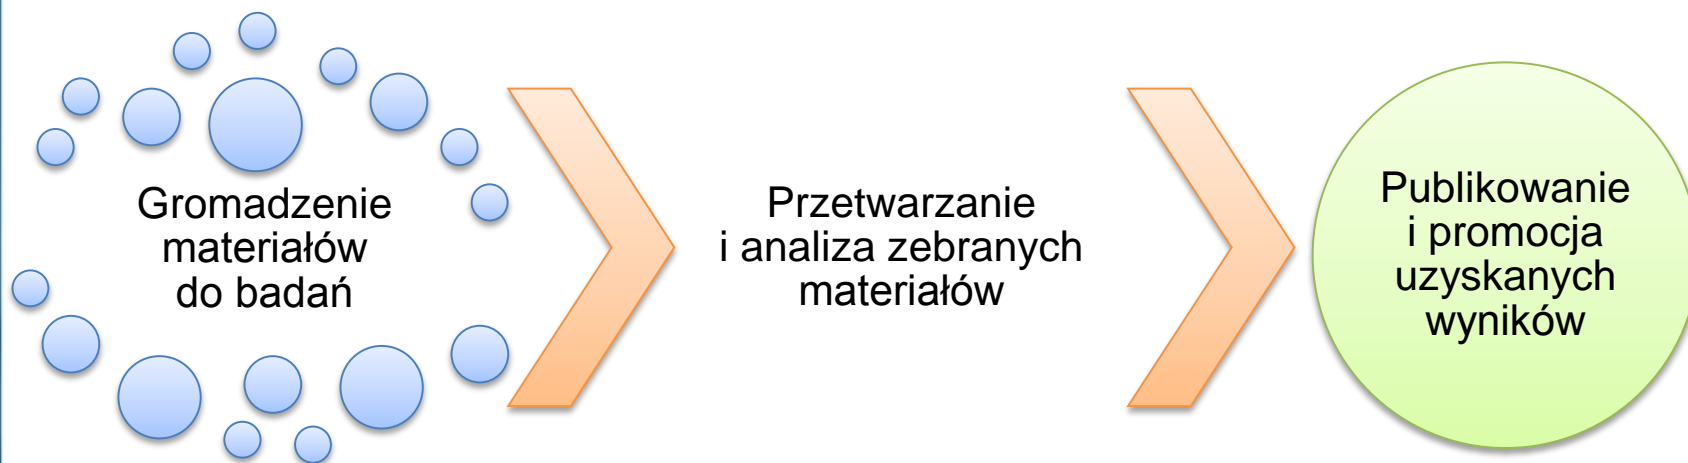 Gromadzenie
materiałów
do badań
Przetwarzanie
i analiza zebranych
materiałów
Publikowanie
i promocja
uzyskanych
wyników